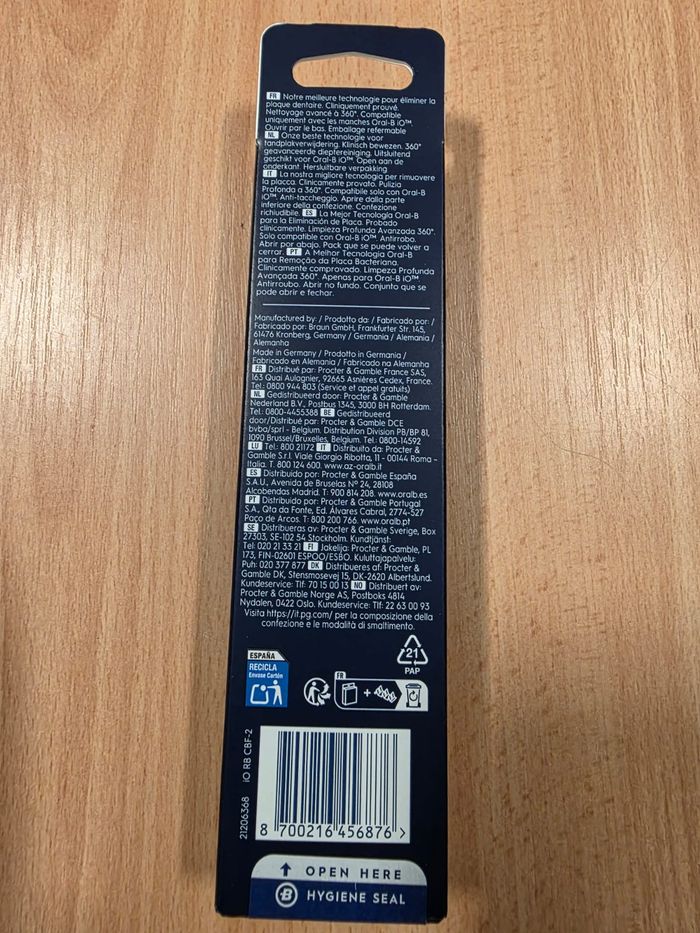 FR Notre meilleure technologie pour éliminer la
plaque dentaire. Cliniquement prouvé.
Nettoyage avancé à 360°. Compatible
uniquement avec les manches Oral-B iO™.
Ouvrir par le bas. Emballage refermable
NL Onze beste technologie voor
tandplakverwijdering. Klinisch bewezen. 360°
geavanceerde dieptereiniging. Uitsluitend
geschikt voor Oral-B iO™. Open aan de
onderkant. Hersluitbare verpakking
IT La nostra migliore tecnologia per rimuovere
la placca. Clinicamente provato. Pulizia
Profonda a 360°. Compatibile solo con Oral-B
iO™. Anti-taccheggio. Aprire dalla parte
inferiore della confezione. Confezione
richiudibile. ES La Mejor Tecnología Oral-B
para la Eliminación de Placa. Probado
clínicamente. Limpieza Profunda Avanzada 360°.
Solo compatible con Oral-B iO™. Antirrobo.
Abrir por abajo. Pack que se puede volver a
cerrar. PT A Melhor Tecnologia Oral-B
para Remoção da Placa Bacteriana.
Clinicamente comprovado. Limpeza Profunda
Avançada 360°. Apenas para Oral-B iO™.
Antirroubo. Abrir no fundo. Conjunto que se
pode abrir e fechar.
Manufactured by: / Prodotto da: / Fabricado por: /
Fabricado por: Braun GmbH, Frankfurter Str. 145,
61476 Kronberg, Germany / Germania / Alemania /
Alemanha
Made in Germany / Prodotto in Germania /
Fabricado en Alemania / Fabricado na Alemanha
FR Distribué par: Procter & Gamble France SAS,
163 Quai Aulagnier, 92665 Asnières Cedex, France.
Tel.: 0800 944 803 (Service et appel gratuits)
NL Gedistribueerd door: Procter & Gamble
Nederland B.V., Postbus 1345, 3000 BH Rotterdam.
Tel.: 0800-4455388 BE Gedistribueerd
door/Distribué par: Procter & Gamble DCE
bvba/sprl - Belgium. Distribution Division PB/BP 81,
1090 Brussel/Bruxelles, Belgium. Tel.: 0800-14592
LU Tel.: 800 21172 IT Distribuito da: Procter &
Gamble S.r.l. Viale Giorgio Ribotta, 11 - 00144 Roma -
Italia. T. 800 124 600. www.az-oralb.it
ES Distribuido por: Procter & Gamble España
S.A.U., Avenida de Bruselas Nº 24, 28108
Alcobendas Madrid. T: 900 814 208. www.oralb.es
PT Distribuído por: Procter & Gamble Portugal
S.A., Qta da Fonte, Ed. Álvares Cabral, 2774-527
Paço de Arcos. T: 800 200 766. www.oralb.pt
SE Distribueras av: Procter & Gamble Sverige, Box
27303, SE-102 54 Stockholm. Kundtjänst:
Tel: 020 21 33 21 FI Jakelija: Procter & Gamble, PL
173, FIN-02601 ESPOO/ESBO. Kuluttajapalvelu:
Puh: 020 377 877 DK Distribueres af: Procter &
Gamble DK, Stensmosevej 15, DK-2620 Albertslund.
Kundeservice: Tlf: 70 15 00 13 NO Distribuert av:
Procter & Gamble Norge AS, Postboks 4814
Nydalen, 0422 Oslo. Kundeservice: Tlf: 22 63 00 93
Visita https://it.pg.com/ per la composizione della
confezione e le modalità di smaltimento.
ESPAÑA
RECICLA
Envase Cartón
FR
+
21
PAP
21206368 iO RB CBF-2
8 700216 456876 >
OPEN HERE
B HYGIENE SEAL